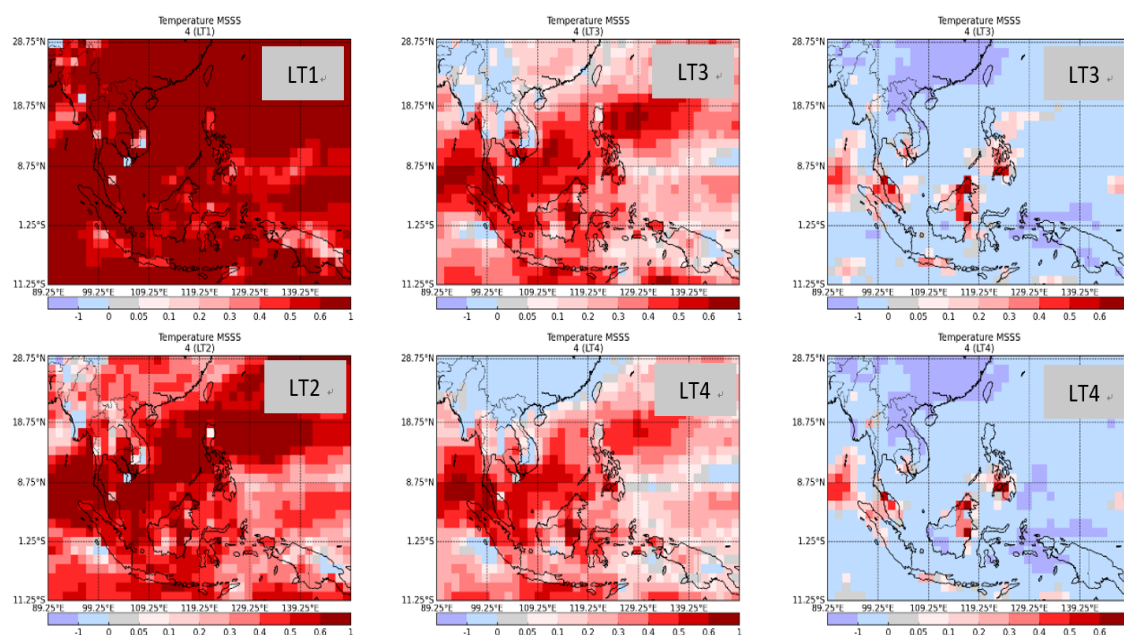 Temperature MSSS
4 (LT1)
LT1
28.75°N
18.75°N
8.75°N
1.25°S
11.25°S
89.25°E 99.25°E 109.25°E 119.25°E 129.25°E 139.25°E
-1 0 0.05 0.1 0.2 0.3 0.4 0.5 0.6 1
Temperature MSSS
4 (LT3)
LT3
28.75°N
18.75°N
8.75°N
1.25°S
11.25°S
89.25°E 99.25°E 109.25°E 119.25°E 129.25°E 139.25°E
-1 0 0.05 0.1 0.2 0.3 0.4 0.5 0.6 1
Temperature MSSS
4 (LT3)
LT3
28.75°N
18.75°N
8.75°N
1.25°S
11.25°S
89.25°E 99.25°E 109.25°E 119.25°E 129.25°E 139.25°E
-1 0 0.05 0.1 0.2 0.3 0.4 0.5 0.6
Temperature MSSS
4 (LT2)
LT2
28.75°N
18.75°N
8.75°N
1.25°S
11.25°S
89.25°E 99.25°E 109.25°E 119.25°E 129.25°E 139.25°E
-1 0 0.05 0.1 0.2 0.3 0.4 0.5 0.6 1
Temperature MSSS
4 (LT4)
LT4
28.75°N
18.75°N
8.75°N
1.25°S
11.25°S
89.25°E 99.25°E 109.25°E 119.25°E 129.25°E 139.25°E
-1 0 0.05 0.1 0.2 0.3 0.4 0.5 0.6 1
Temperature MSSS
4 (LT4)
LT4
28.75°N
18.75°N
8.75°N
1.25°S
11.25°S
89.25°E 99.25°E 109.25°E 119.25°E 129.25°E 139.25°E
-1 0 0.05 0.1 0.2 0.3 0.4 0.5 0.6